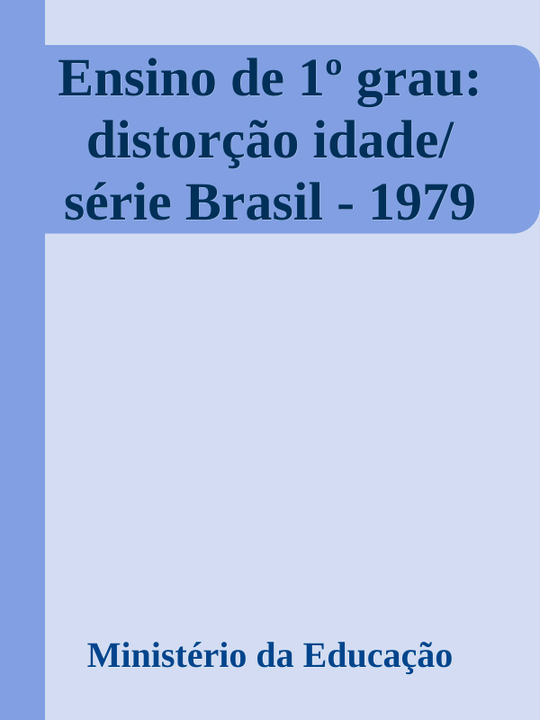 Ensino de 1º grau:
distorção idade/
série Brasil - 1979
Ministério da Educação